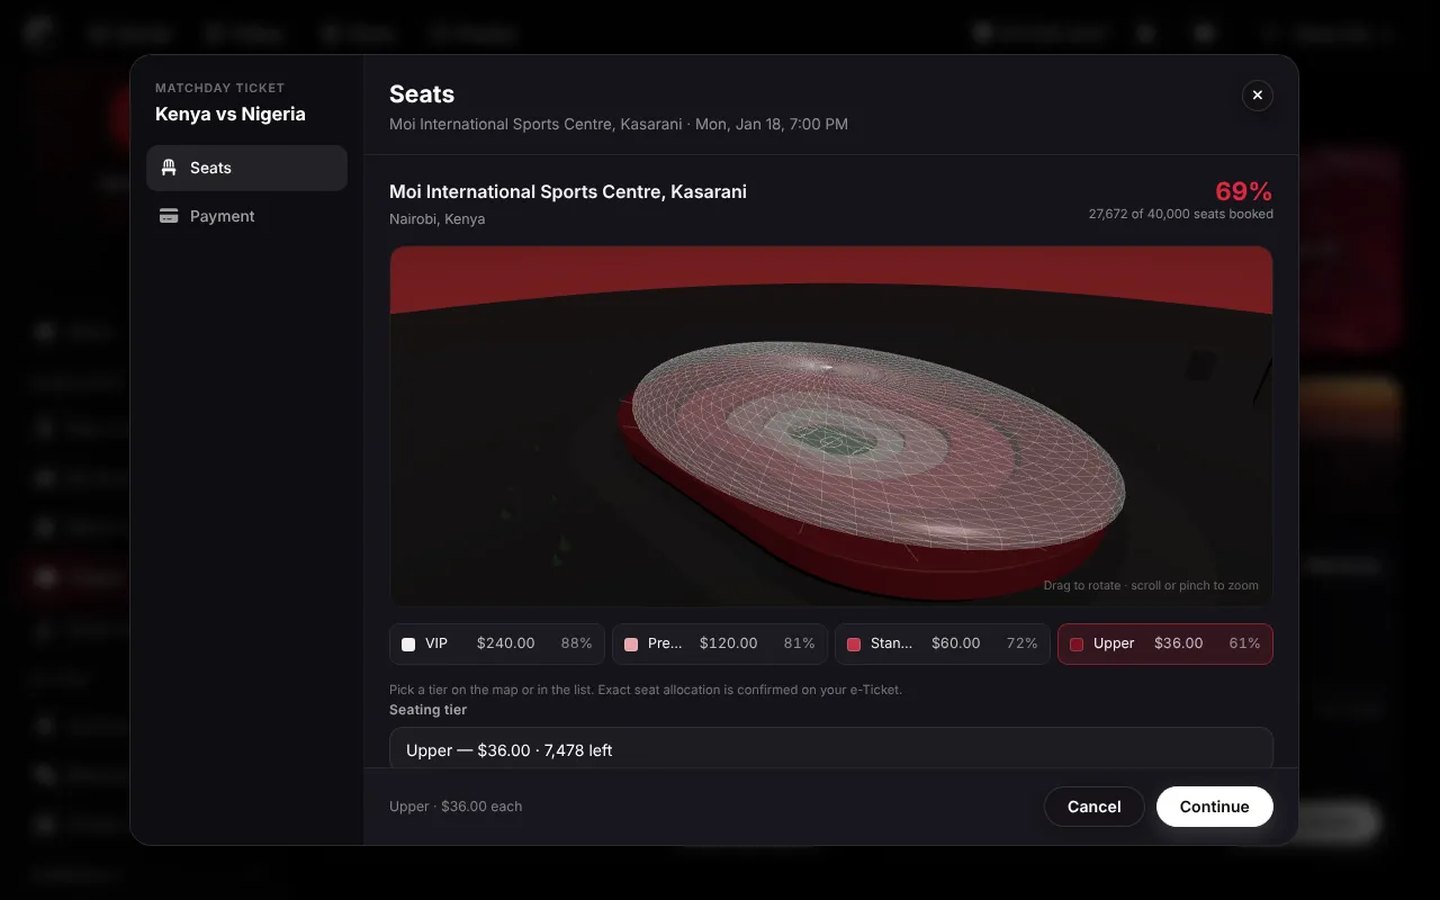 MATCHDAY TICKET
Kenya vs Nigeria
Seats
Payment
Seats
Moi International Sports Centre, Kasarani · Mon, Jan 18, 7:00 PM
Moi International Sports Centre, Kasarani
Nairobi, Kenya
69%
27,672 of 40,000 seats booked
Drag to rotate · scroll or pinch to zoom
VIP $240.00 88%
Pre... $120.00 81%
Stan... $60.00 72%
Upper $36.00 61%
Pick a tier on the map or in the list. Exact seat allocation is confirmed on your e-Ticket.
Seating tier
Upper — $36.00 · 7,478 left
Upper · $36.00 each
Cancel
Continue